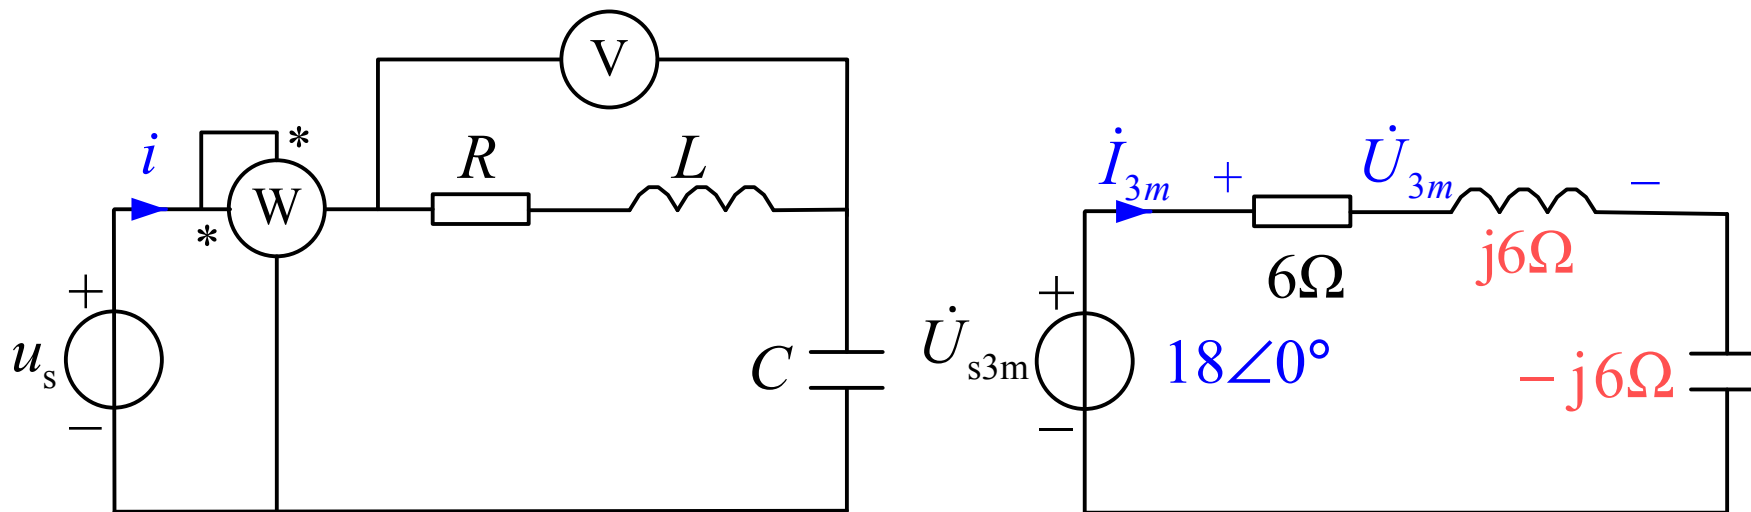 V
i
*
R
L
W
*
+
u_s
−
C
İ_3m
+
U̇_3m
−
6Ω
j6Ω
+
U̇_s3m
18∠0°
−j6Ω
−